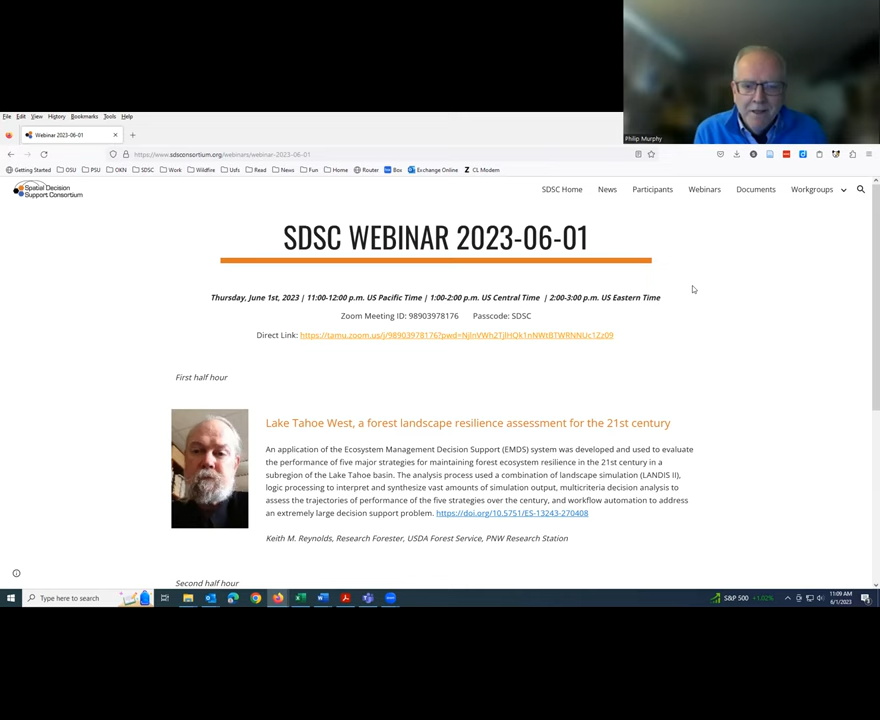 Philip Murphy
File Edit View History Bookmarks Tools Help
Webinar 2023-06-01
https://www.sdsconsortium.org/webinars/webinar-2023-06-01
Getting Started OSU PSU OKN SDSC Work Wildfire Usfs Read News Fun Home Router Box Exchange Online CL Modern
Spatial Decision
Support Consortium
SDSC Home News Participants Webinars Documents Workgroups
SDSC WEBINAR 2023-06-01
Thursday, June 1st, 2023 | 11:00-12:00 p.m. US Pacific Time | 1:00-2:00 p.m. US Central Time | 2:00-3:00 p.m. US Eastern Time
Zoom Meeting ID: 98903978176 Passcode: SDSC
Direct Link:
First half hour
Lake Tahoe West, a forest landscape resilience assessment for the 21st century
An application of the Ecosystem Management Decision Support (EMDS) system was developed and used to evaluate
the performance of five major strategies for maintaining forest ecosystem resilience in the 21st century in a
subregion of the Lake Tahoe basin. The analysis process used a combination of landscape simulation (LANDIS II),
logic processing to interpret and synthesize vast amounts of simulation output, multicriteria decision analysis to
assess the trajectories of performance of the five strategies over the century, and workflow automation to address
an extremely large decision support problem. https://doi.org/10.5751/ES-13243-270408
Keith M. Reynolds, Research Forester, USDA Forest Service, PNW Research Station
Second half hour
Type here to search
S&P 500 +1.02%
11:09 AM
6/1/2023